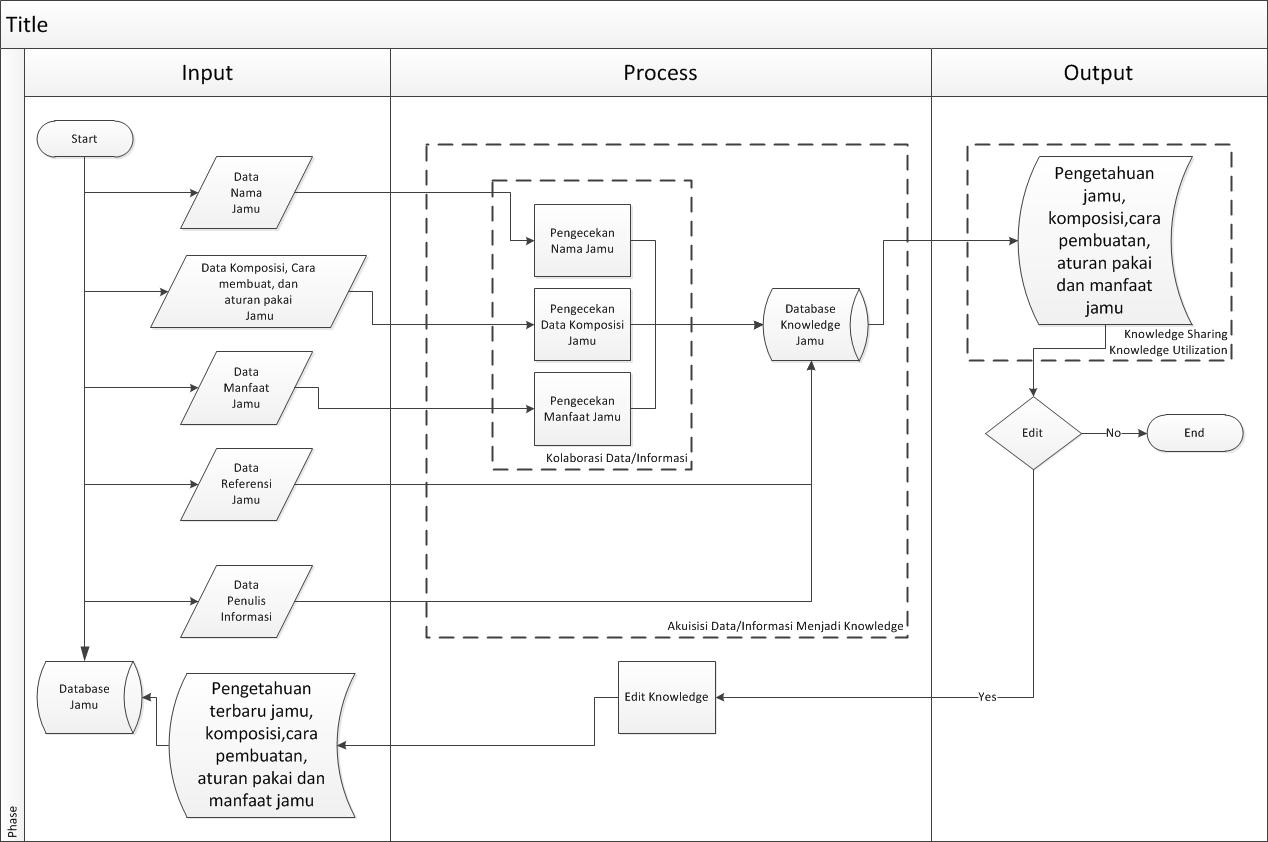 Title
Input
Process
Output
Start
Data
Nama
Jamu
Data Komposisi, Cara
membuat, dan
aturan pakai
Jamu
Data
Manfaat
Jamu
Data
Referensi
Jamu
Data
Penulis
Informasi
Database
Jamu
Pengetahuan
terbaru jamu,
komposisi,cara
pembuatan,
aturan pakai dan
manfaat jamu
Pengecekan
Nama Jamu
Pengecekan
Data Komposisi
Jamu
Pengecekan
Manfaat Jamu
Kolaborasi Data/Informasi
Database
Knowledge
Jamu
Akuisisi Data/Informasi Menjadi Knowledge
Edit Knowledge
Pengetahuan
jamu,
komposisi,cara
pembuatan,
aturan pakai
dan manfaat
jamu
Knowledge Sharing
Knowledge Utilization
Edit
No
End
Yes
Phase